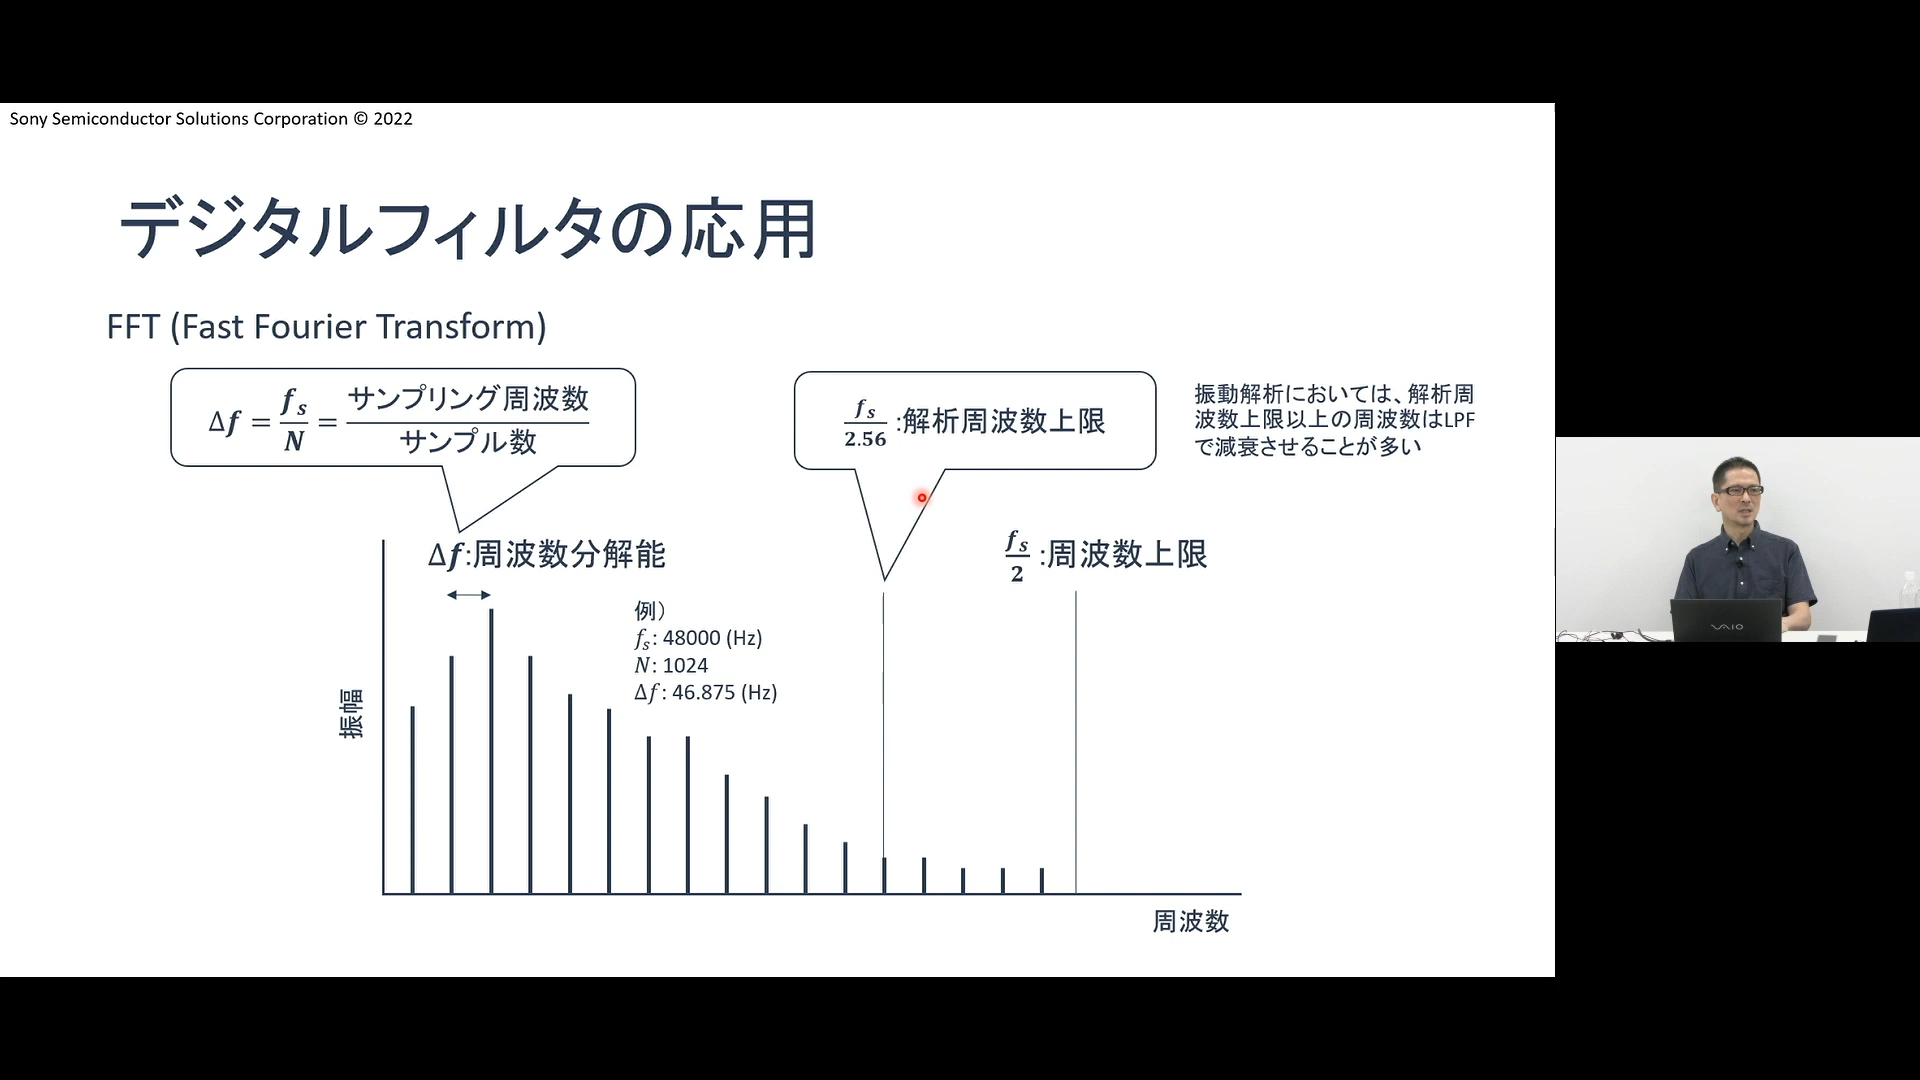 Sony Semiconductor Solutions Corporation © 2022
デジタルフィルタの応用
FFT (Fast Fourier Transform)
Δf = fs/N = サンプリング周波数/サンプル数
fs/2.56 :解析周波数上限
振動解析においては、解析周
波数上限以上の周波数はLPF
で減衰させることが多い
Δf:周波数分解能
fs/2 :周波数上限
例）
fs: 48000 (Hz)
N: 1024
Δf: 46.875 (Hz)
振幅
周波数
VAIO